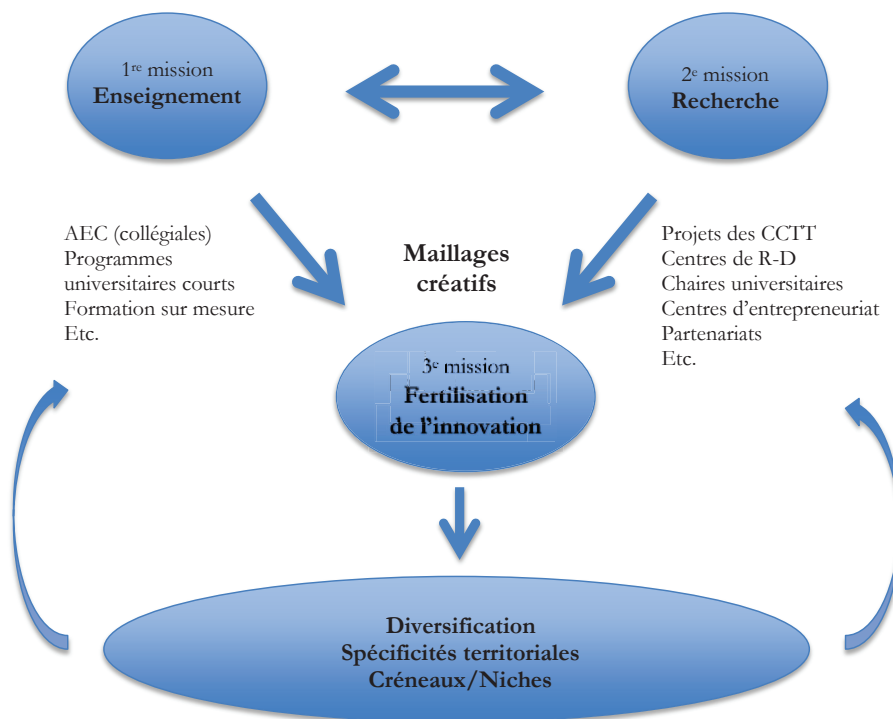 1re mission
Enseignement
2e mission
Recherche
AEC (collégiales)
Programmes
universitaires courts
Formation sur mesure
Etc.
Maillages
créatifs
Projets des CCTT
Centres de R-D
Chaires universitaires
Centres d’entrepreneuriat
Partenariats
Etc.
3e mission
Fertilisation
de l’innovation
Diversification
Spécificités territoriales
Créneaux/Niches